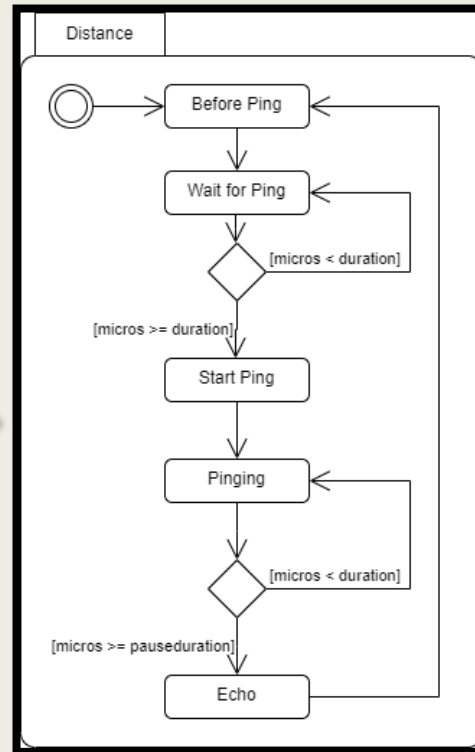 Distance
Before Ping
Wait for Ping
[micros < duration]
[micros >= duration]
Start Ping
Pinging
[micros < duration]
[micros >= pauseduration]
Echo